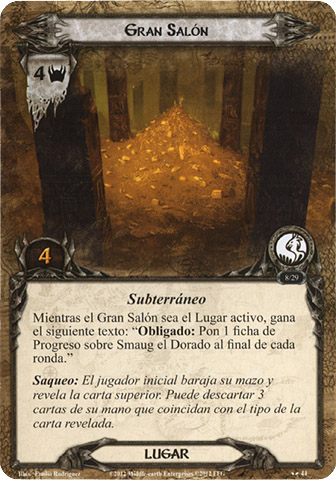 Gran Salón
4
4
8/29
Subterráneo
Mientras el Gran Salón sea el Lugar activo, gana
el siguiente texto: “Obligado: Pon 1 ficha de
Progreso sobre Smaug el Dorado al final de cada
ronda.”
Saqueo: El jugador inicial baraja su mazo y
revela la carta superior. Puede descartar 3
cartas de su mano que coincidan con el tipo de la
carta revelada.
LUGAR
Rodriguez ©2012 Middle-earth Enterprises ©2012 FFG